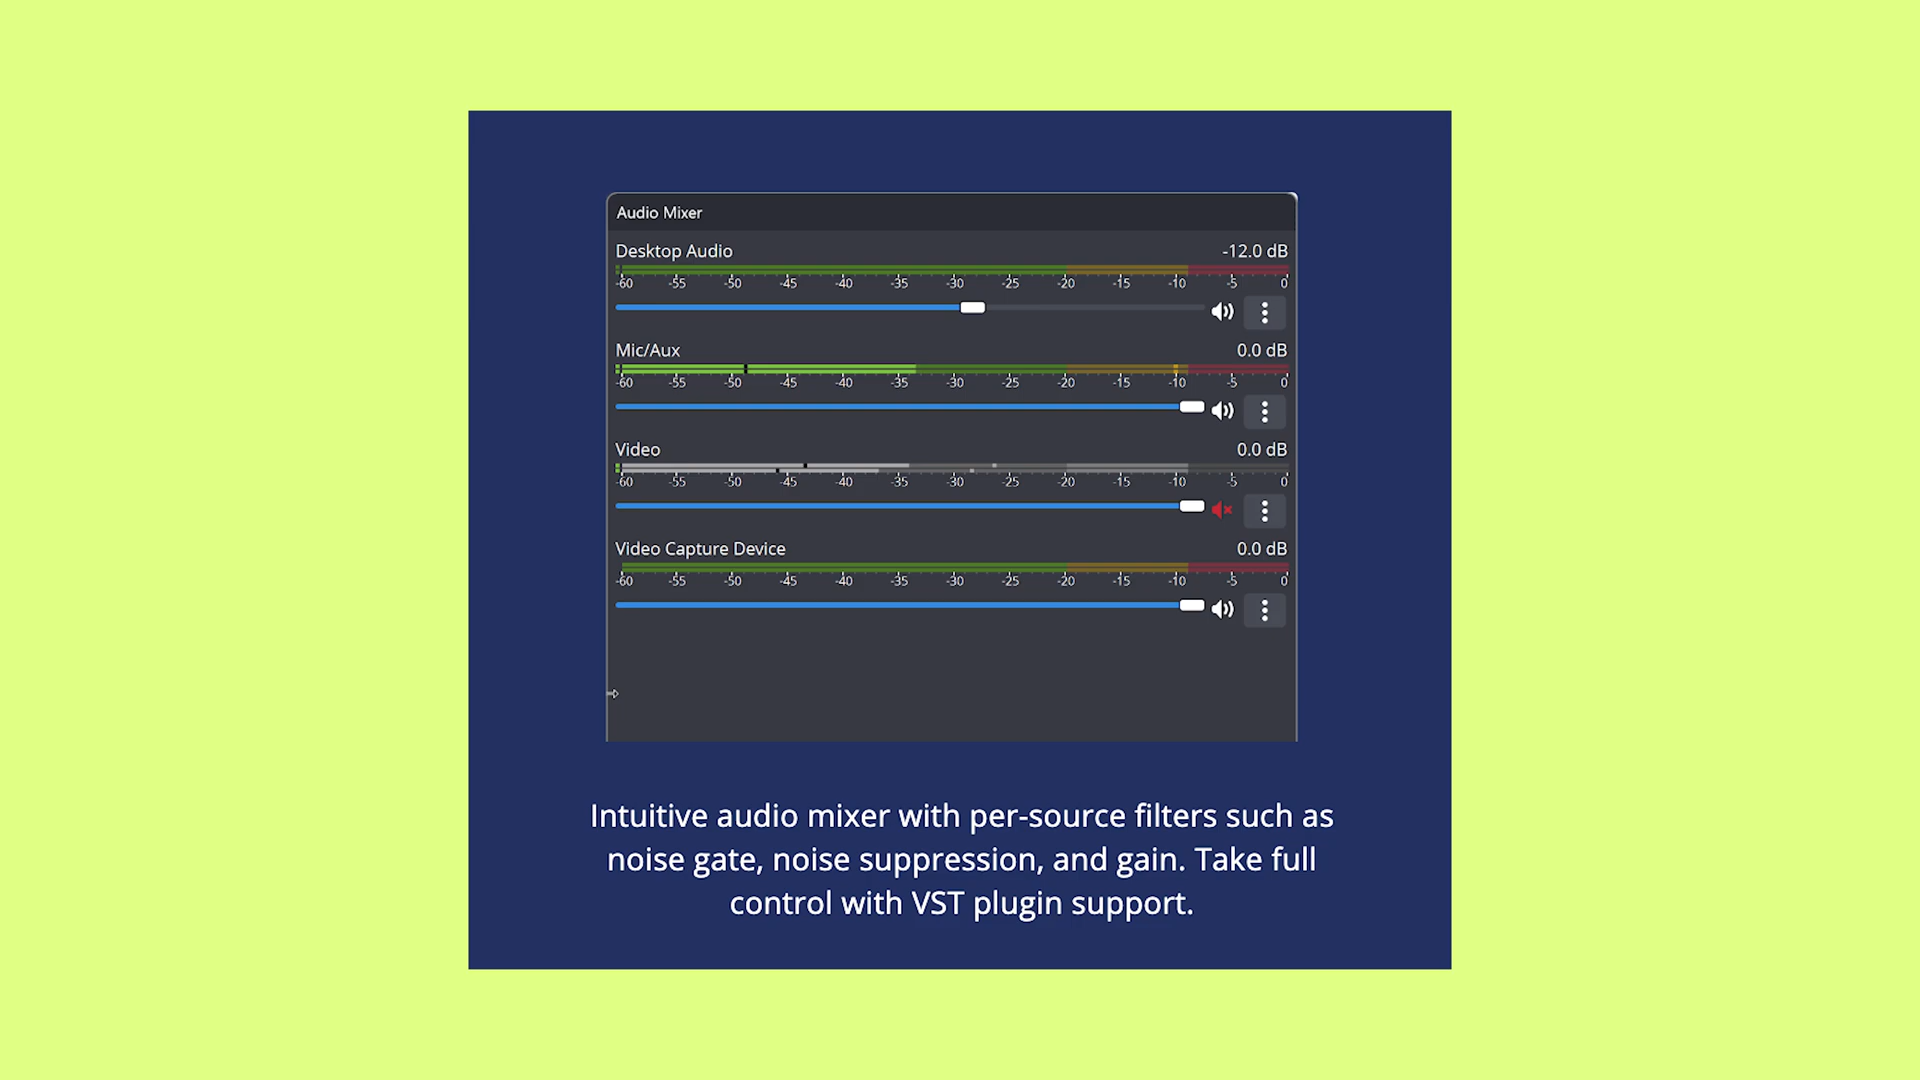 Audio Mixer
Desktop Audio -12.0 dB
-60 -55 -50 -45 -40 -35 -30 -25 -20 -15 -10 -5 0
Mic/Aux 0.0 dB
-60 -55 -50 -45 -40 -35 -30 -25 -20 -15 -10 -5 0
Video 0.0 dB
-60 -55 -50 -45 -40 -35 -30 -25 -20 -15 -10 -5 0
Video Capture Device 0.0 dB
-60 -55 -50 -45 -40 -35 -30 -25 -20 -15 -10 -5 0
Intuitive audio mixer with per-source filters such as
noise gate, noise suppression, and gain. Take full
control with VST plugin support.